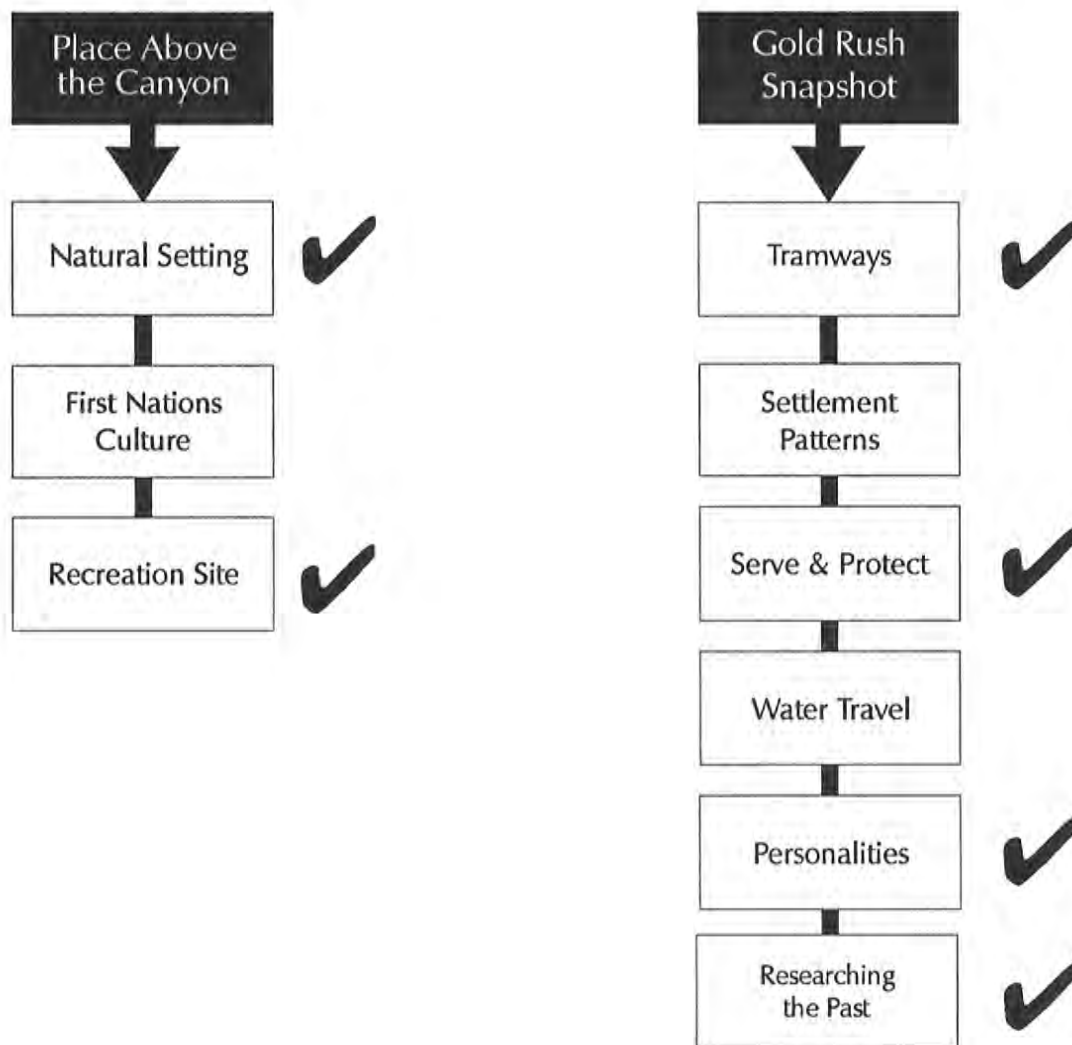 Place Above
the Canyon
Natural Setting
First Nations
Culture
Recreation Site
Gold Rush
Snapshot
Tramways
Settlement
Patterns
Serve & Protect
Water Travel
Personalities
Researching
the Past